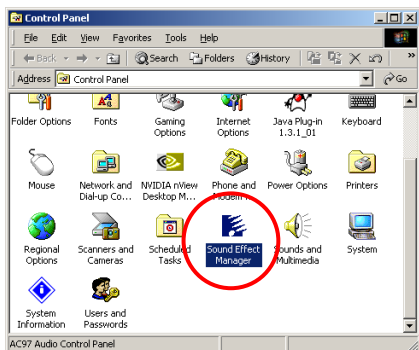 Control Panel
File Edit View Favorites Tools Help
Back Search Folders History »
Address Control Panel Go
Folder Options Fonts Gaming Options Internet Options Java Plug-in 1.3.1_01 Keyboard
Mouse Network and Dial-up Co... NVIDIA nView Desktop M... Phone and Modem Power Options Printers
Regional Options Scanners and Cameras Scheduled Tasks Sound Effect Manager Sounds and Multimedia System
System Information Users and Passwords
AC97 Audio Control Panel